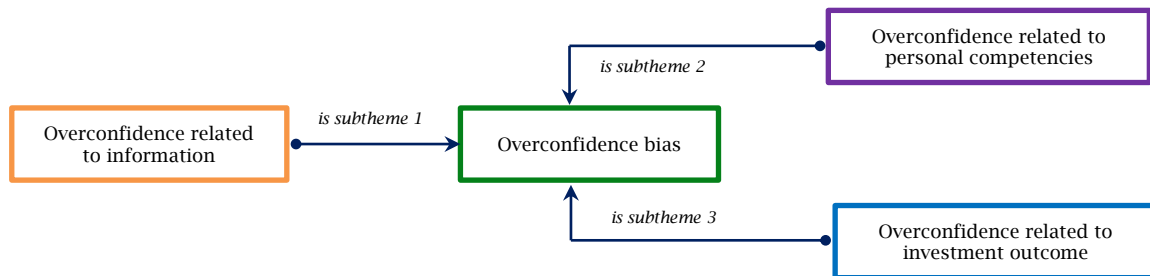 Overconfidence related to
personal competencies
is subtheme 2
is subtheme 1
Overconfidence related
to information
Overconfidence bias
is subtheme 3
Overconfidence related to
investment outcome